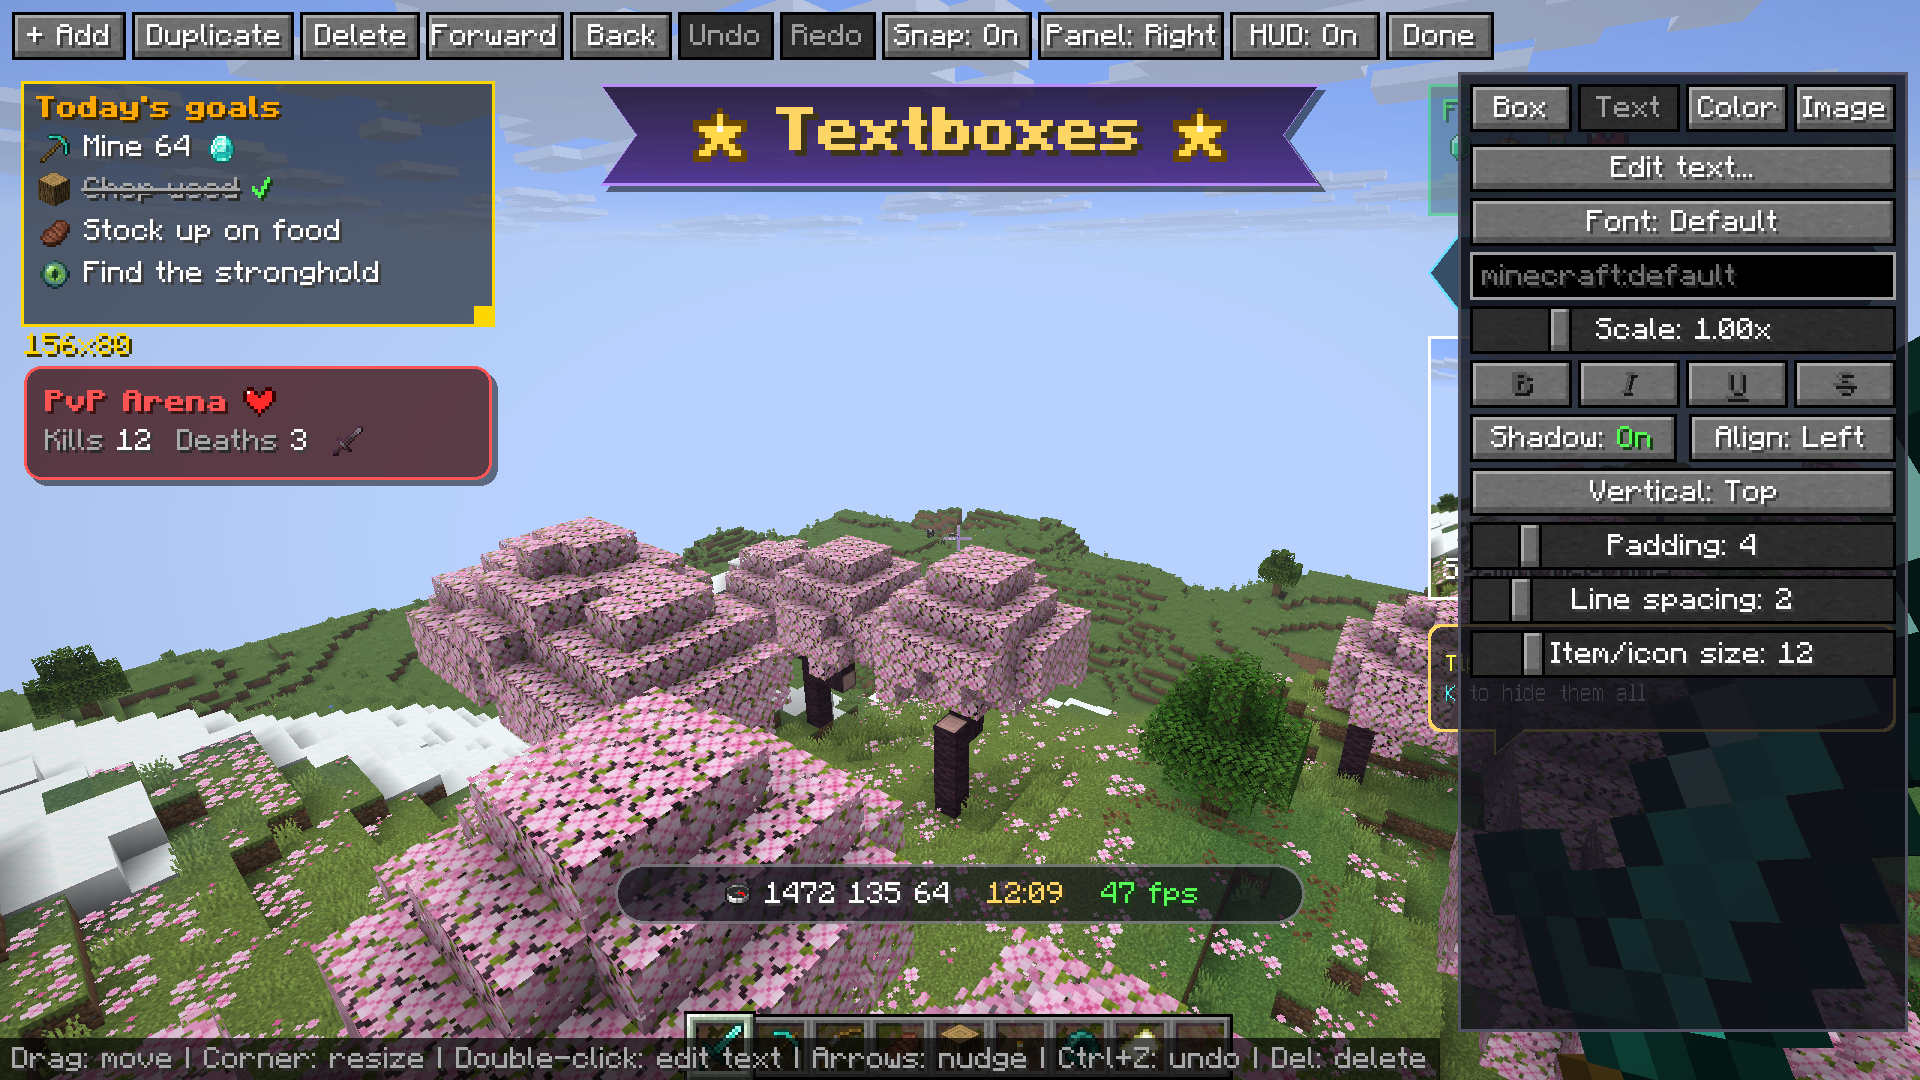 + Add
Duplicate
Delete
Forward
Back
Undo
Redo
Snap: On
Panel: Right
HUD: On
Done
Today's goals
Mine 64
Chop wood
Stock up on food
Find the stronghold
156x80
PvP Arena
Kills 12 Deaths 3
Textboxes
Box
Text
Color
Image
Edit text...
Font: Default
minecraft:default
Scale: 1.00x
B
I
U
S
Shadow: On
Align: Left
Vertical: Top
Padding: 4
Line spacing: 2
Item/icon size: 12
K to hide them all
1472 135 64 12:09 47 fps
Drag: move | Corner: resize | Double-click: edit text | Arrows: nudge | Ctrl+Z: undo | Del: delete